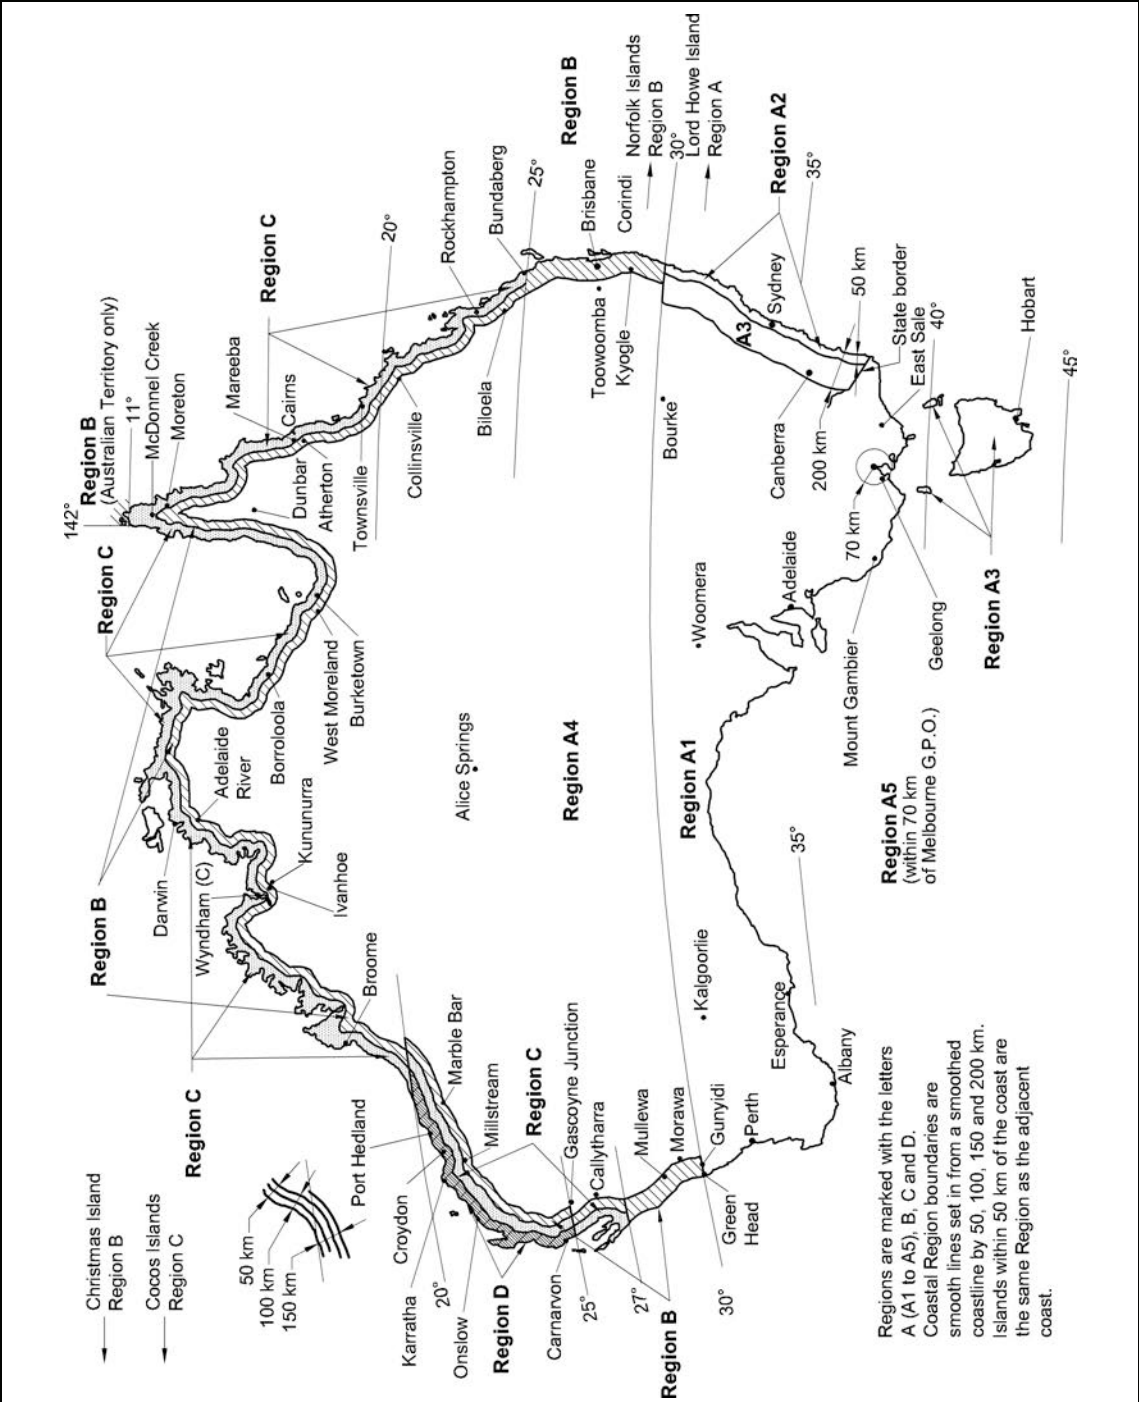 Christmas Island
Region B
Cocos Islands
Region C
50 km
100 km
150 km
Region C
Region B
Region C
142°
Region B
(Australian Territory only)
11°
McDonnel Creek
Moreton
Mareeba
Cairns
Region C
Dunbar
Atherton
Townsville
Collinsville
20°
Rockhampton
Bundaberg
Biloela
25°
Region B
Brisbane
Toowoomba
Kyogle
Corindi
Norfolk Islands
Region B
30°
Lord Howe Island
Region A
Darwin
Wyndham (C)
Adelaide
River
Kununurra
Ivanhoe
Borroloola
West Moreland
Burketown
Broome
Port Hedland
Marble Bar
Croydon
Karratha
20°
Millstream
Onslow
Region D
Region C
Gascoyne Junction
Carnarvon
25°
Callytharra
27°
Mullewa
Morawa
Gunyidi
Region B
Green
Head
30°
Perth
Alice Springs
Region A4
Region A1
Kalgoorlie
Woomera
Bourke
A3
Region A2
Sydney
35°
Canberra
200 km
50 km
State border
East Sale
40°
Hobart
45°
70 km
Adelaide
Mount Gambier
Geelong
Region A3
Region A5
(within 70 km
of Melbourne G.P.O.)
Esperance
35°
Albany
Regions are marked with the letters
A (A1 to A5), B, C and D.
Coastal Region boundaries are
smooth lines set in from a smoothed
coastline by 50, 100, 150 and 200 km.
Islands within 50 km of the coast are
the same Region as the adjacent
coast.